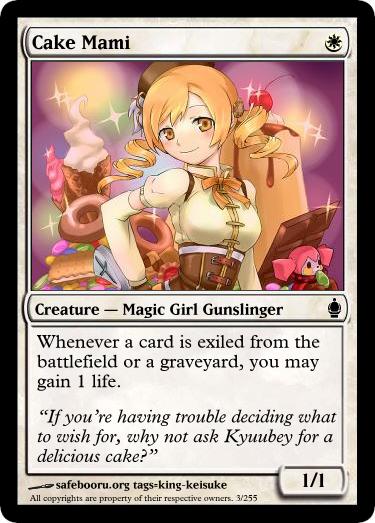 Cake Mami
Creature — Magic Girl Gunslinger
Whenever a card is exiled from the
battlefield or a graveyard, you may
gain 1 life.
“If you're having trouble deciding what
to wish for, why not ask Kyuubey for a
delicious cake?”
1/1
safebooru.org tags=king-keisuke
All copyrights are property of their respective owners. 3/255